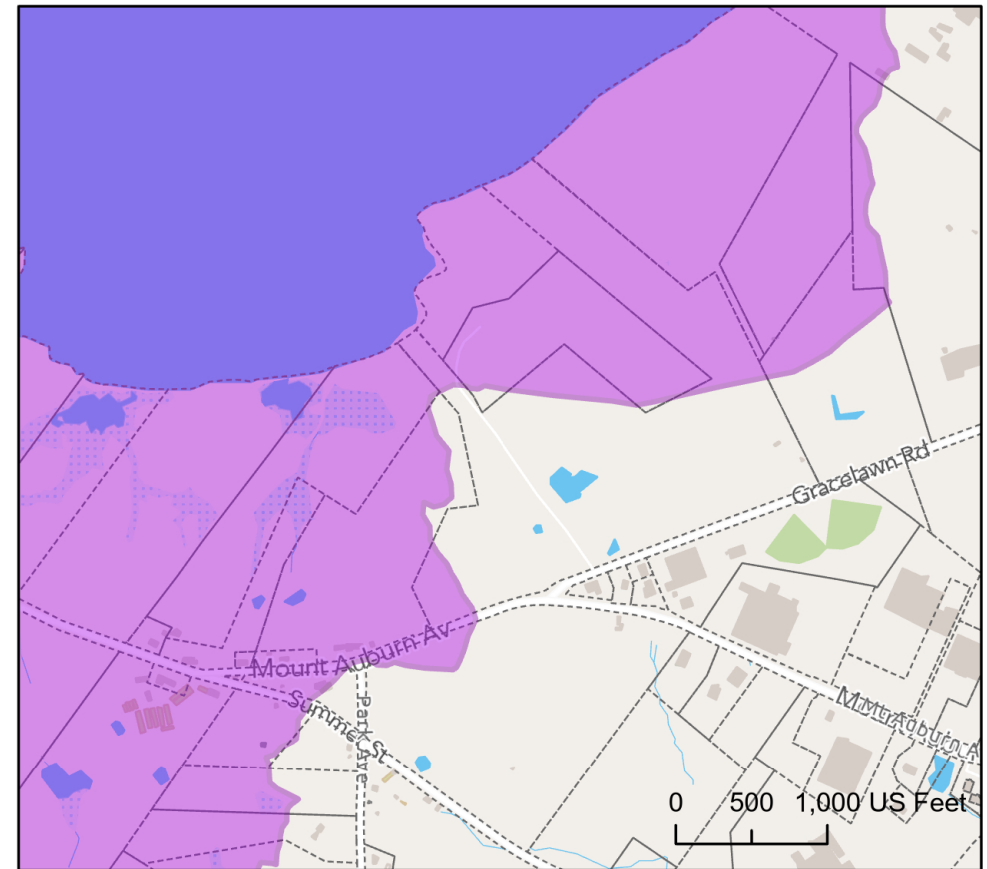 Gracelawn Rd
Mount Auburn Av
Summer St
Park Ave
Mt Auburn A
0 500 1,000 US Feet